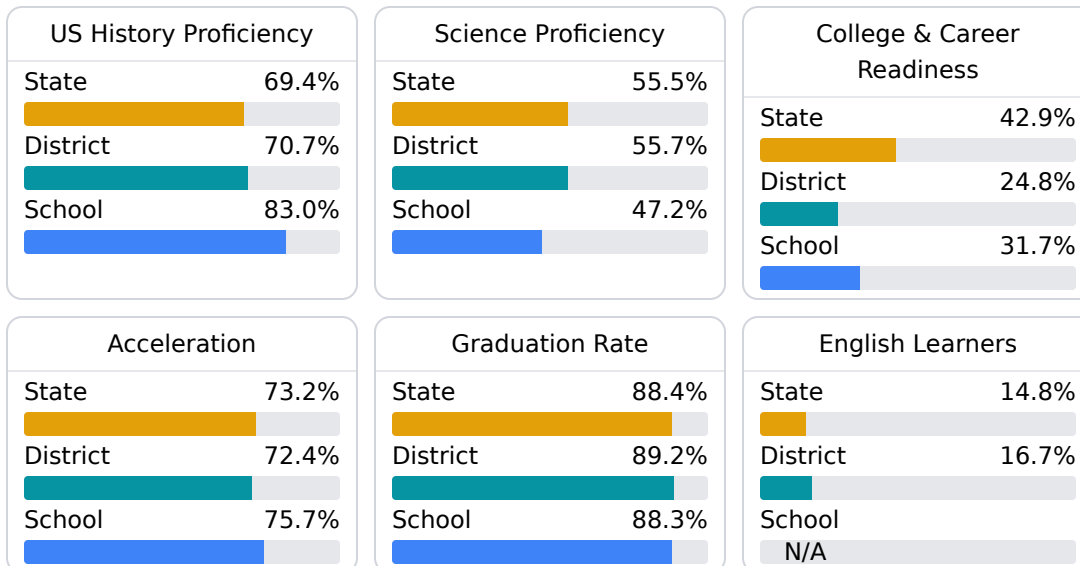 US History Proficiency
State 69.4%
District 70.7%
School 83.0%
Science Proficiency
State 55.5%
District 55.7%
School 47.2%
College & Career
Readiness
State 42.9%
District 24.8%
School 31.7%
Acceleration
State 73.2%
District 72.4%
School 75.7%
Graduation Rate
State 88.4%
District 89.2%
School 88.3%
English Learners
State 14.8%
District 16.7%
School
N/A